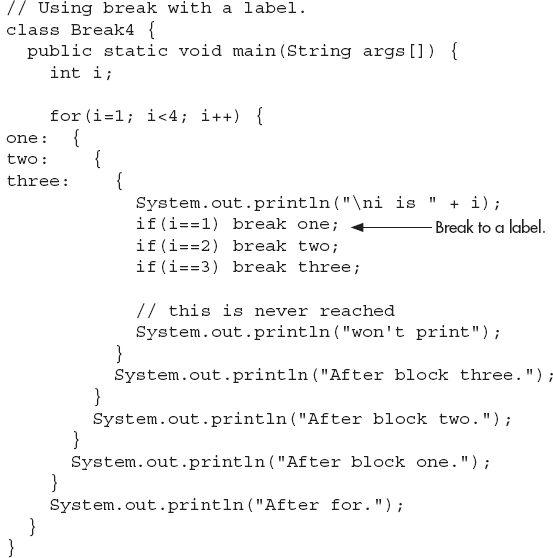 // Using break with a label.
class Break4 {
  public static void main(String args[]) {
    int i;

    for(i=1; i<4; i++) {
one:  {
two:    {
three:    {
            System.out.println("\ni is " + i);
            if(i==1) break one; Break to a label.
            if(i==2) break two;
            if(i==3) break three;

            // this is never reached
            System.out.println("won't print");
          }
          System.out.println("After block three.");
        }
        System.out.println("After block two.");
      }
      System.out.println("After block one.");
    }
    System.out.println("After for.");
  }
}